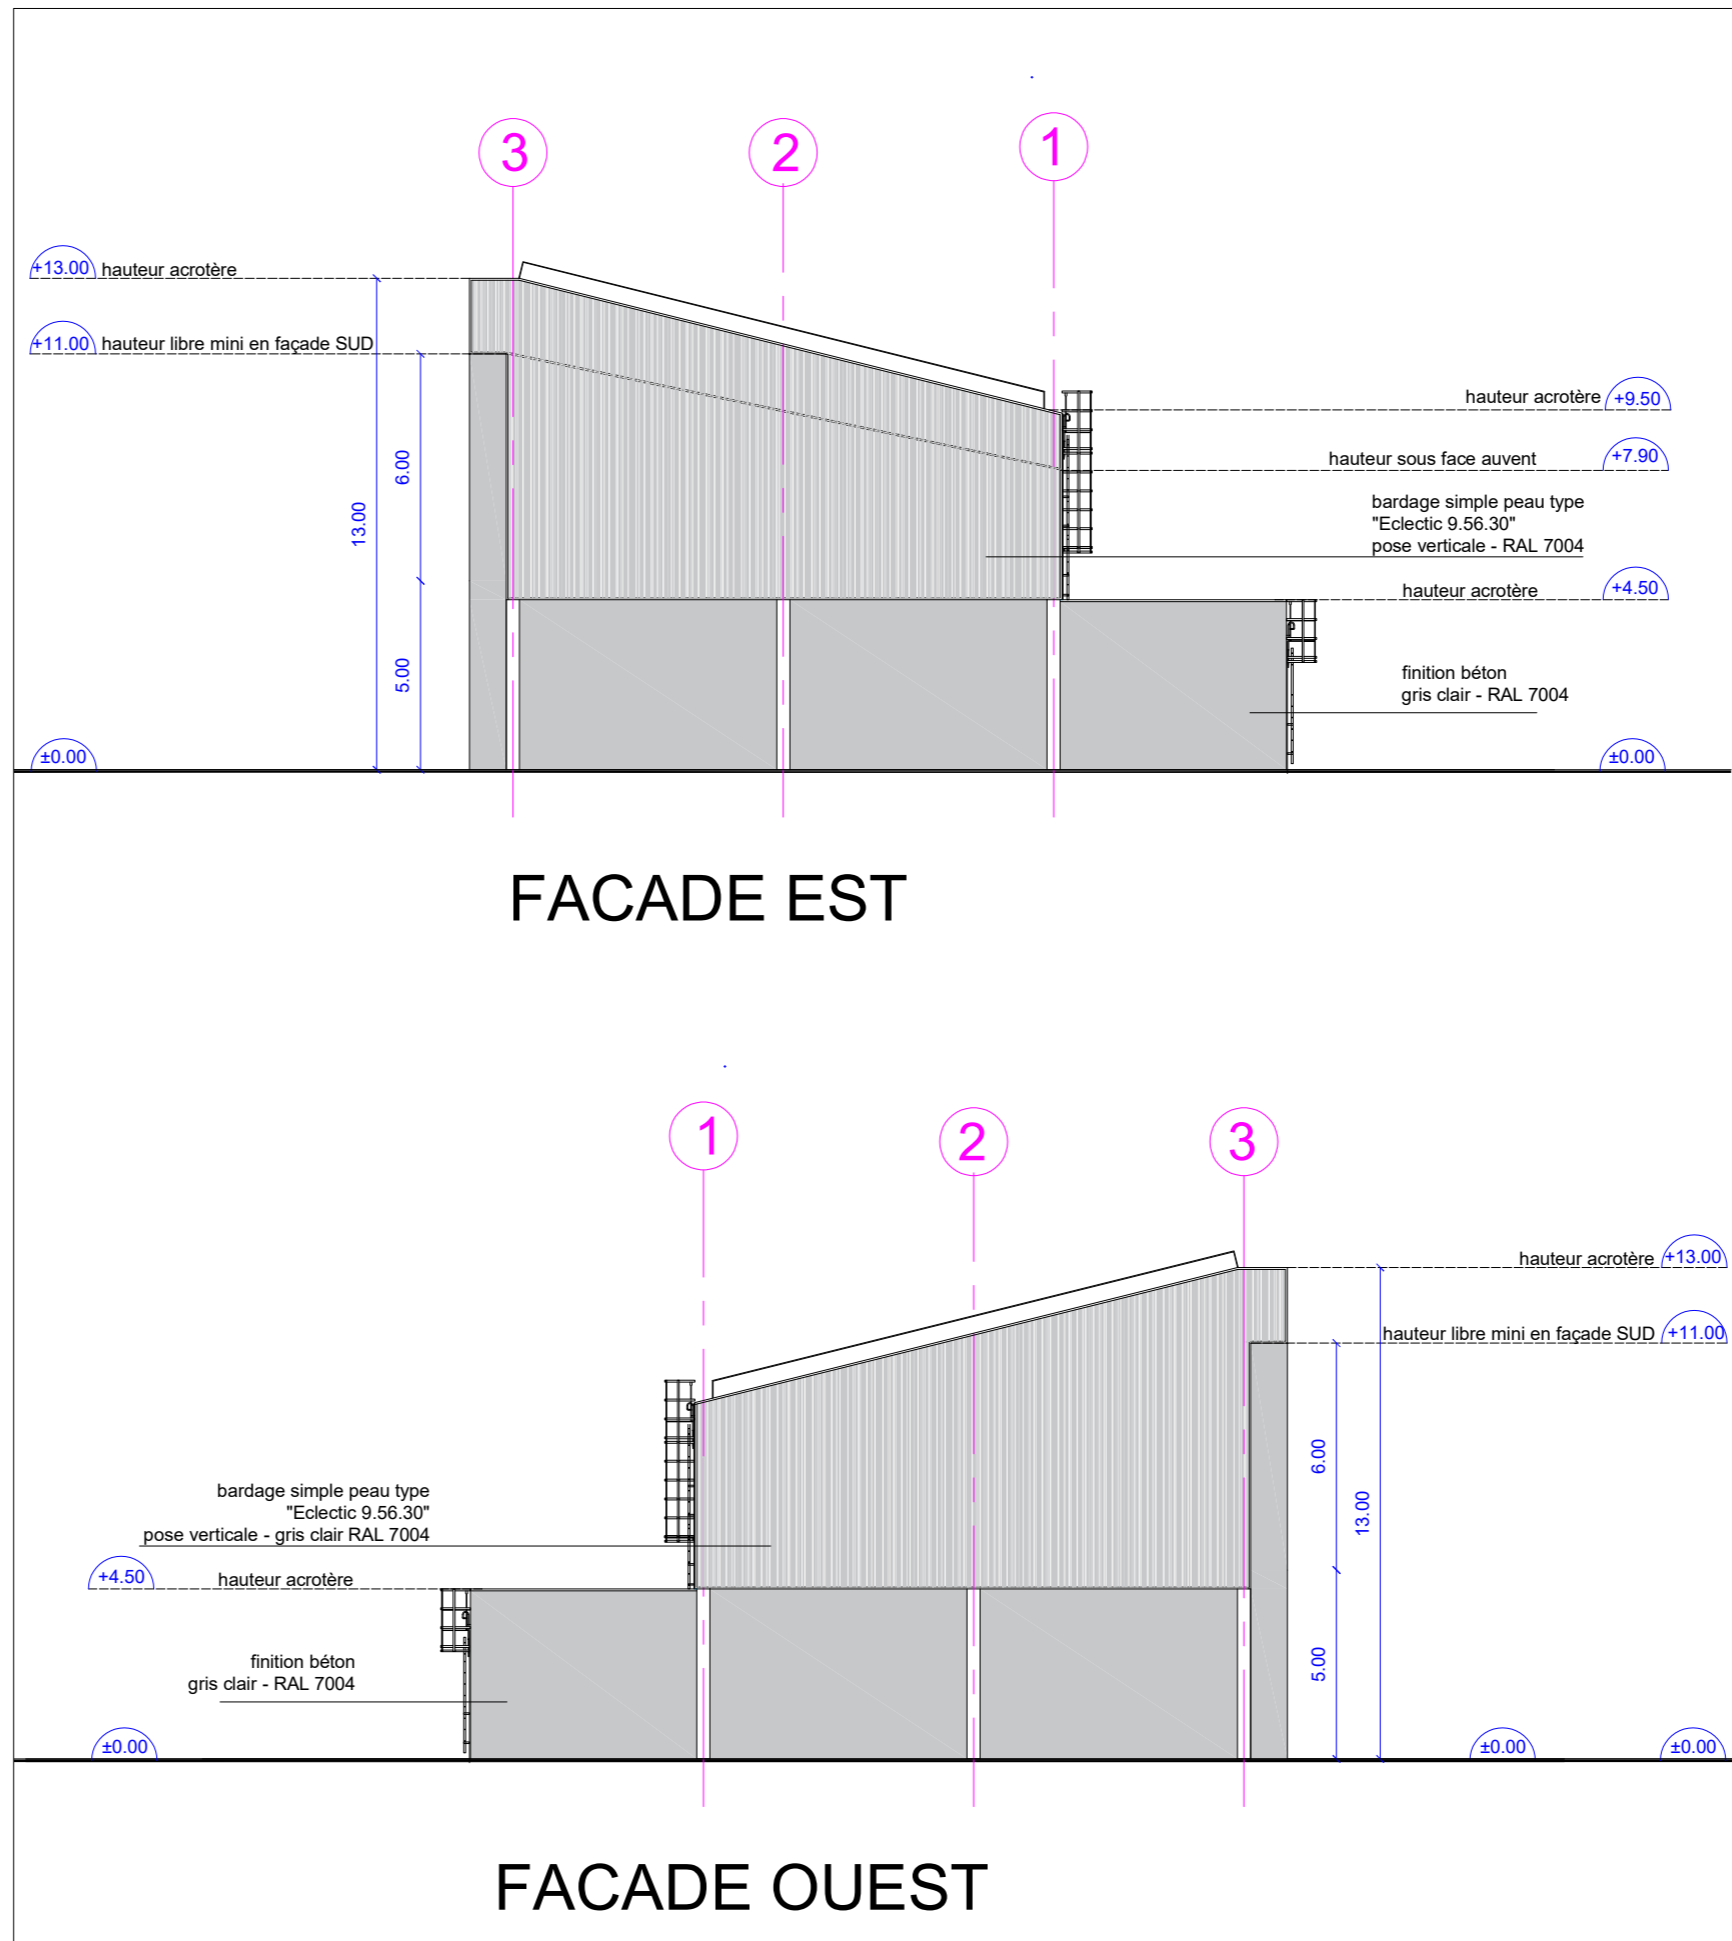 3
2
1
+13.00 hauteur acrotère
+11.00 hauteur libre mini en façade SUD
hauteur acrotère +9.50
hauteur sous face auvent +7.90
6.00
13.00
bardage simple peau type
"Eclectic 9.56.30"
pose verticale - RAL 7004
hauteur acrotère +4.50
5.00
finition béton
gris clair - RAL 7004
±0.00
±0.00
FACADE EST
1
2
3
hauteur acrotère +13.00
hauteur libre mini en façade SUD +11.00
6.00
13.00
bardage simple peau type
"Eclectic 9.56.30"
pose verticale - gris clair RAL 7004
+4.50 hauteur acrotère
5.00
finition béton
gris clair - RAL 7004
±0.00
±0.00
±0.00
FACADE OUEST